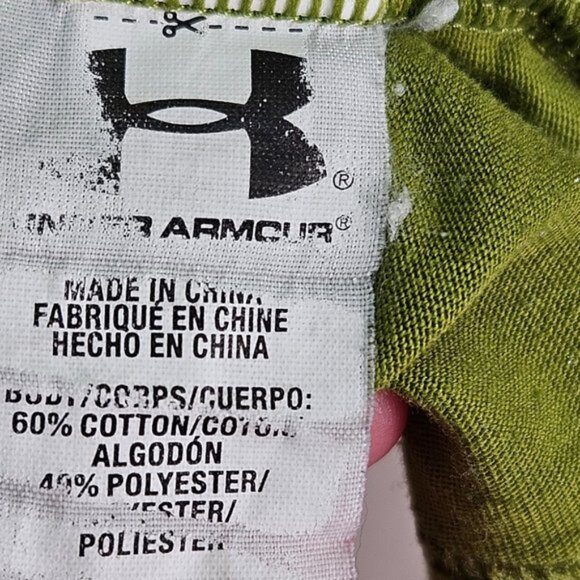 UNDER ARMOUR®
MADE IN CHINA
FABRIQUÉ EN CHINE
HECHO EN CHINA
BODY/CORPS/CUERPO:
60% COTTON/COTON/
ALGODÓN
40% POLYESTER/
POLYESTER/
POLIESTER